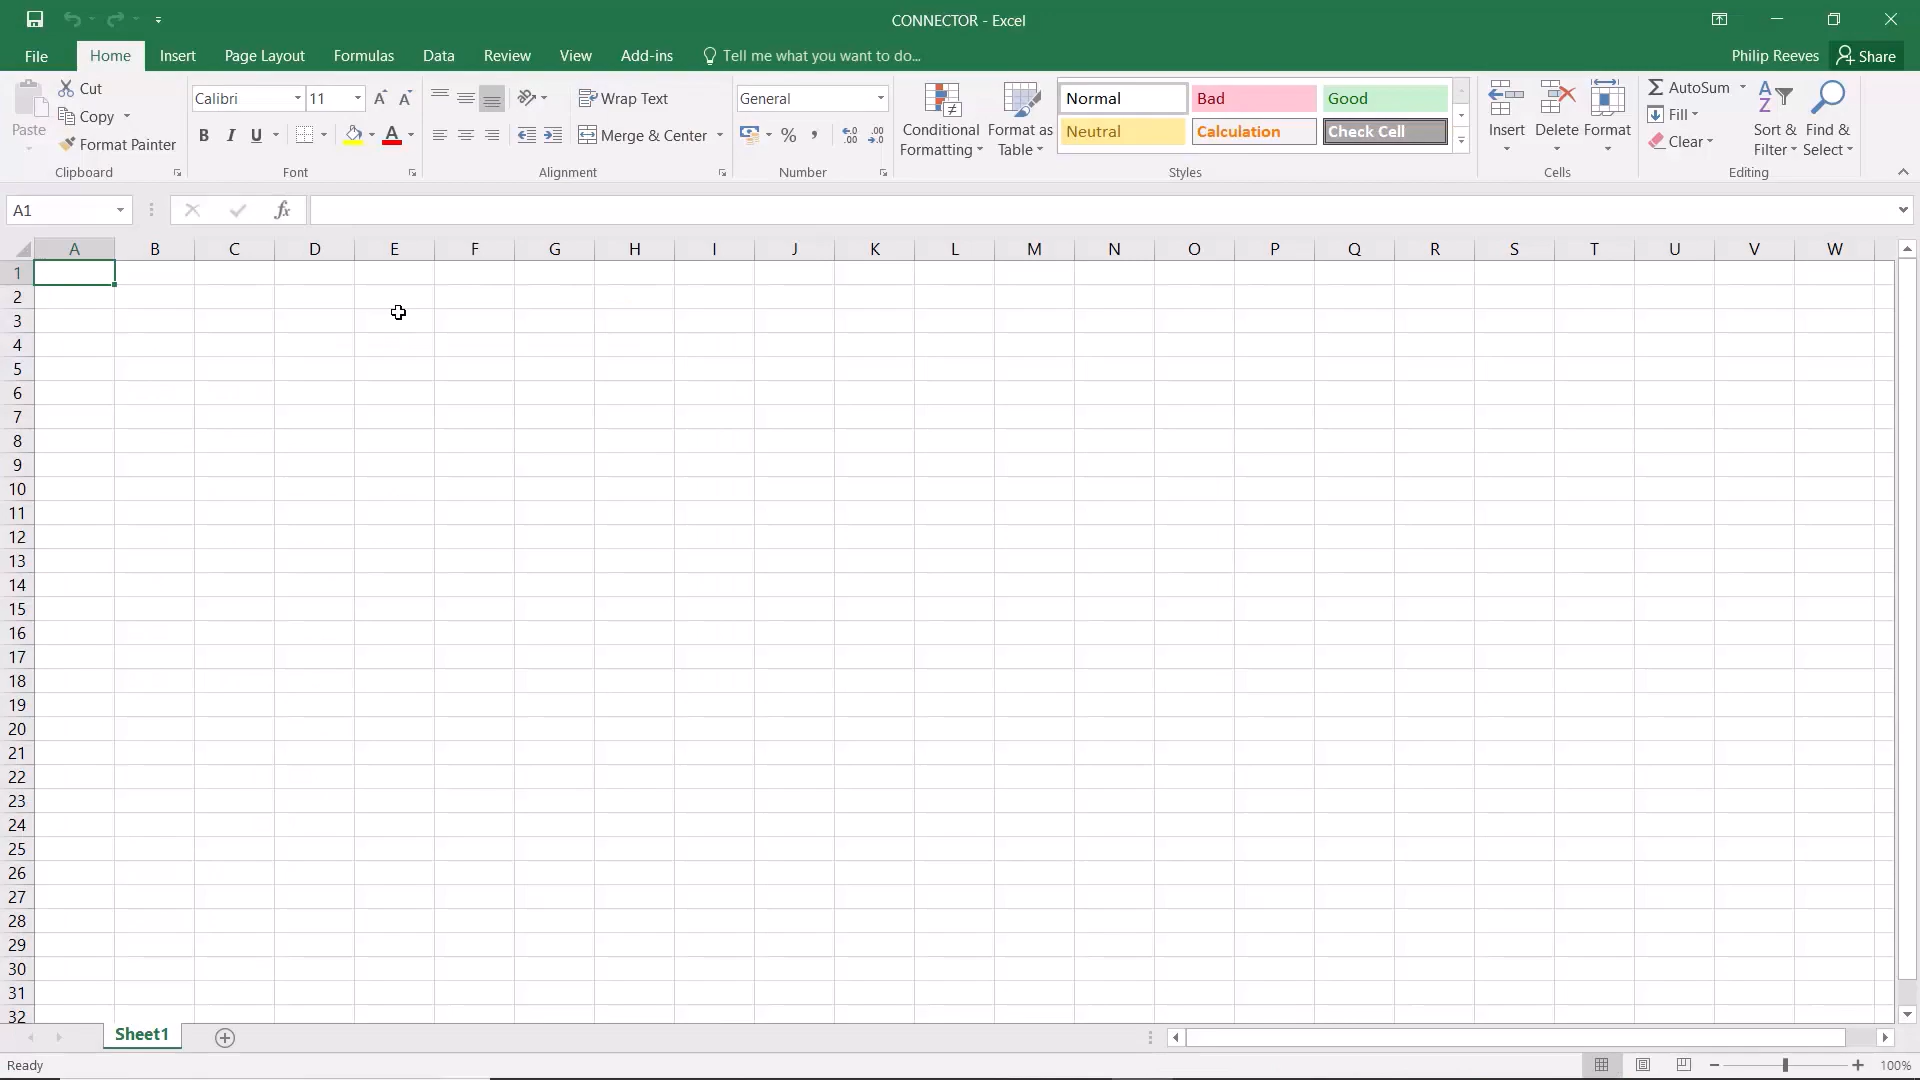 CONNECTOR - Excel
File Home Insert Page Layout Formulas Data Review View Add-ins Tell me what you want to do... Philip Reeves Share
Paste
Cut
Copy
Format Painter
Clipboard
Calibri 11
B I U
Font
Wrap Text
Merge & Center
Alignment
General
%
Number
Conditional Formatting
Format as Table
Normal Bad Good
Neutral Calculation Check Cell
Styles
Insert Delete Format
Cells
AutoSum
Fill
Clear
Sort & Filter
Find & Select
Editing
A1 fx
A B C D E F G H I J K L M N O P Q R S T U V W
1
2
3
4
5
6
7
8
9
10
11
12
13
14
15
16
17
18
19
20
21
22
23
24
25
26
27
28
29
30
31
32
Sheet1
Ready 100%